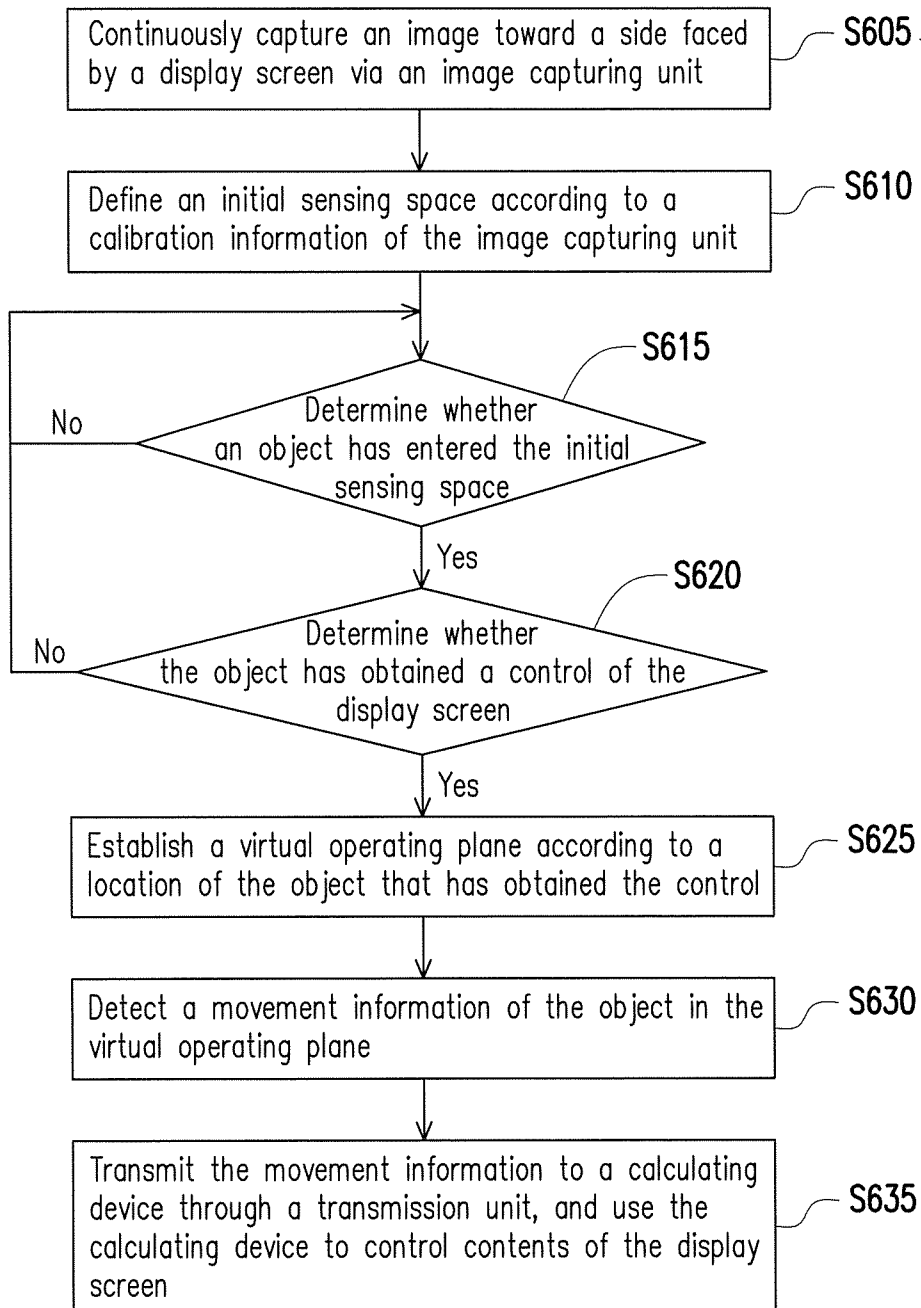 Continuously capture an image toward a side faced
by a display screen via an image capturing unit
S605
Define an initial sensing space according to a
calibration information of the image capturing unit
S610
S615
Determine whether
an object has entered the initial
sensing space
No
Yes
S620
Determine whether
the object has obtained a control of the
display screen
No
Yes
Establish a virtual operating plane according to a
location of the object that has obtained the control
S625
Detect a movement information of the object in the
virtual operating plane
S630
Transmit the movement information to a calculating
device through a transmission unit, and use the
calculating device to control contents of the display
screen
S635